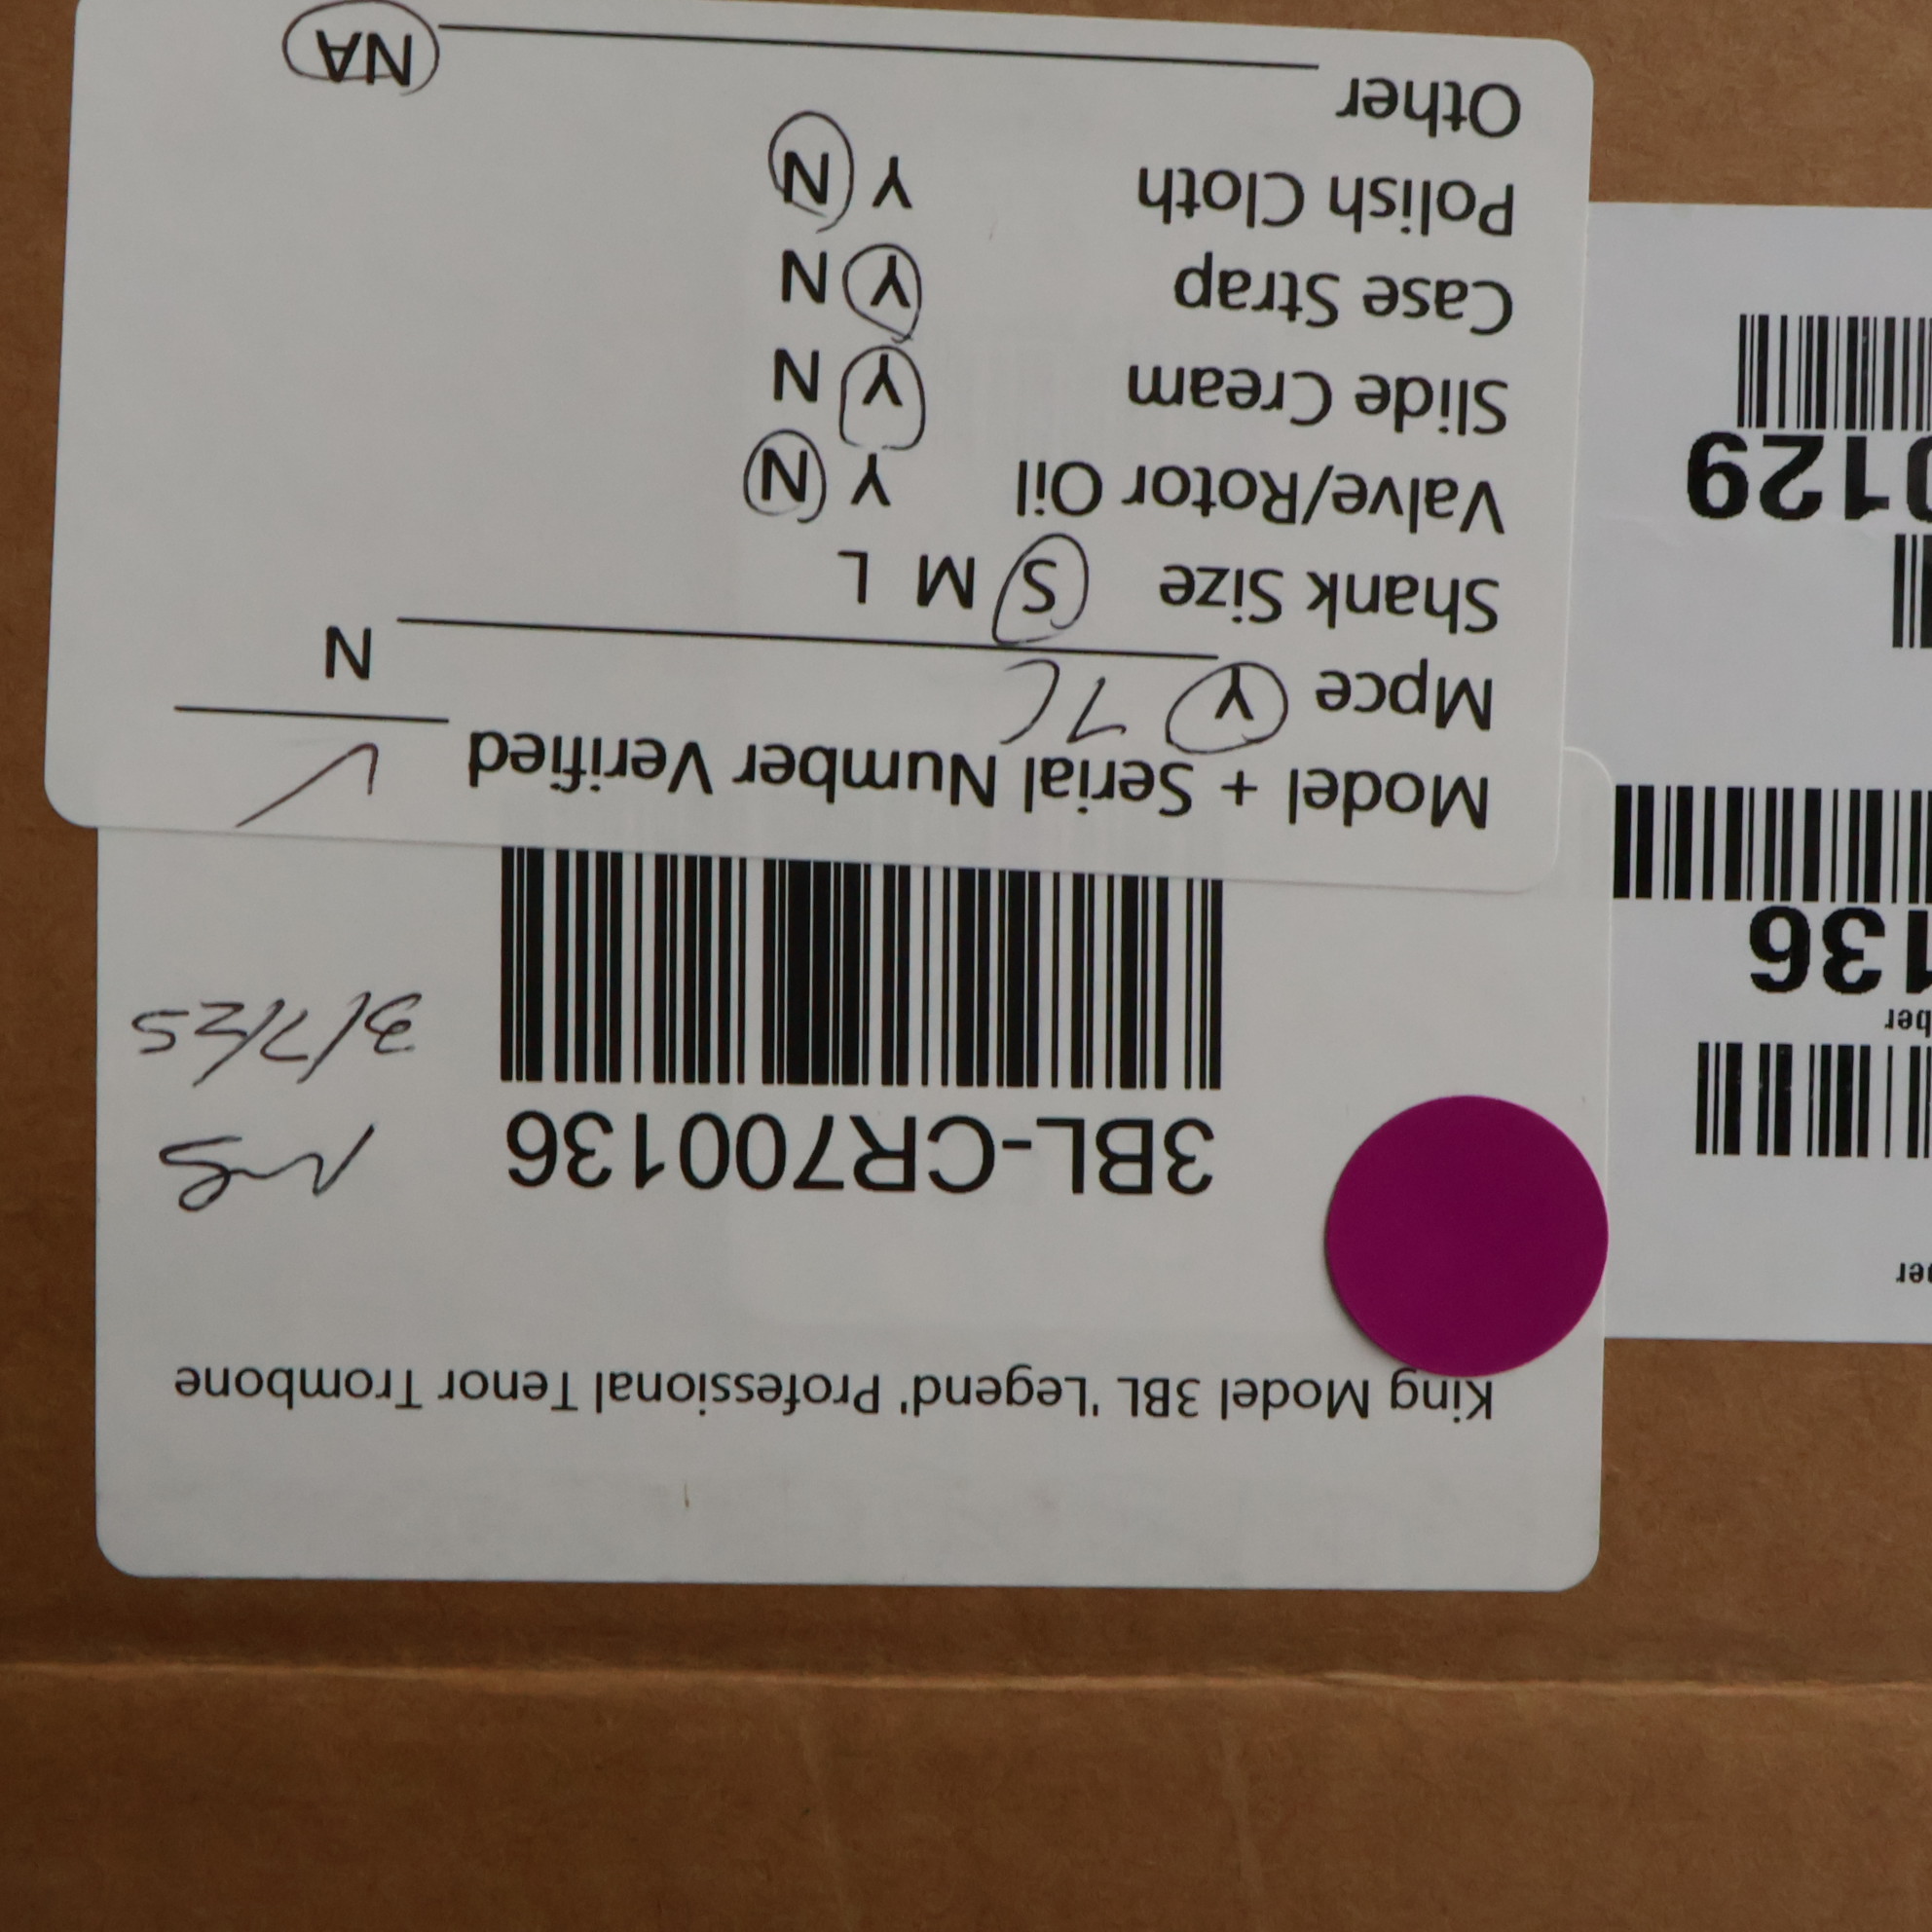 King Model 3BL 'Legend' Professional Tenor Trombone
3BL-CR700136
3/7/25
Model + Serial Number Verified ✓
Mpce Y 7C N
Shank Size S M L
Valve/Rotor Oil Y N
Slide Cream Y N
Case Strap Y N
Polish Cloth Y N
Other NA
136
0129